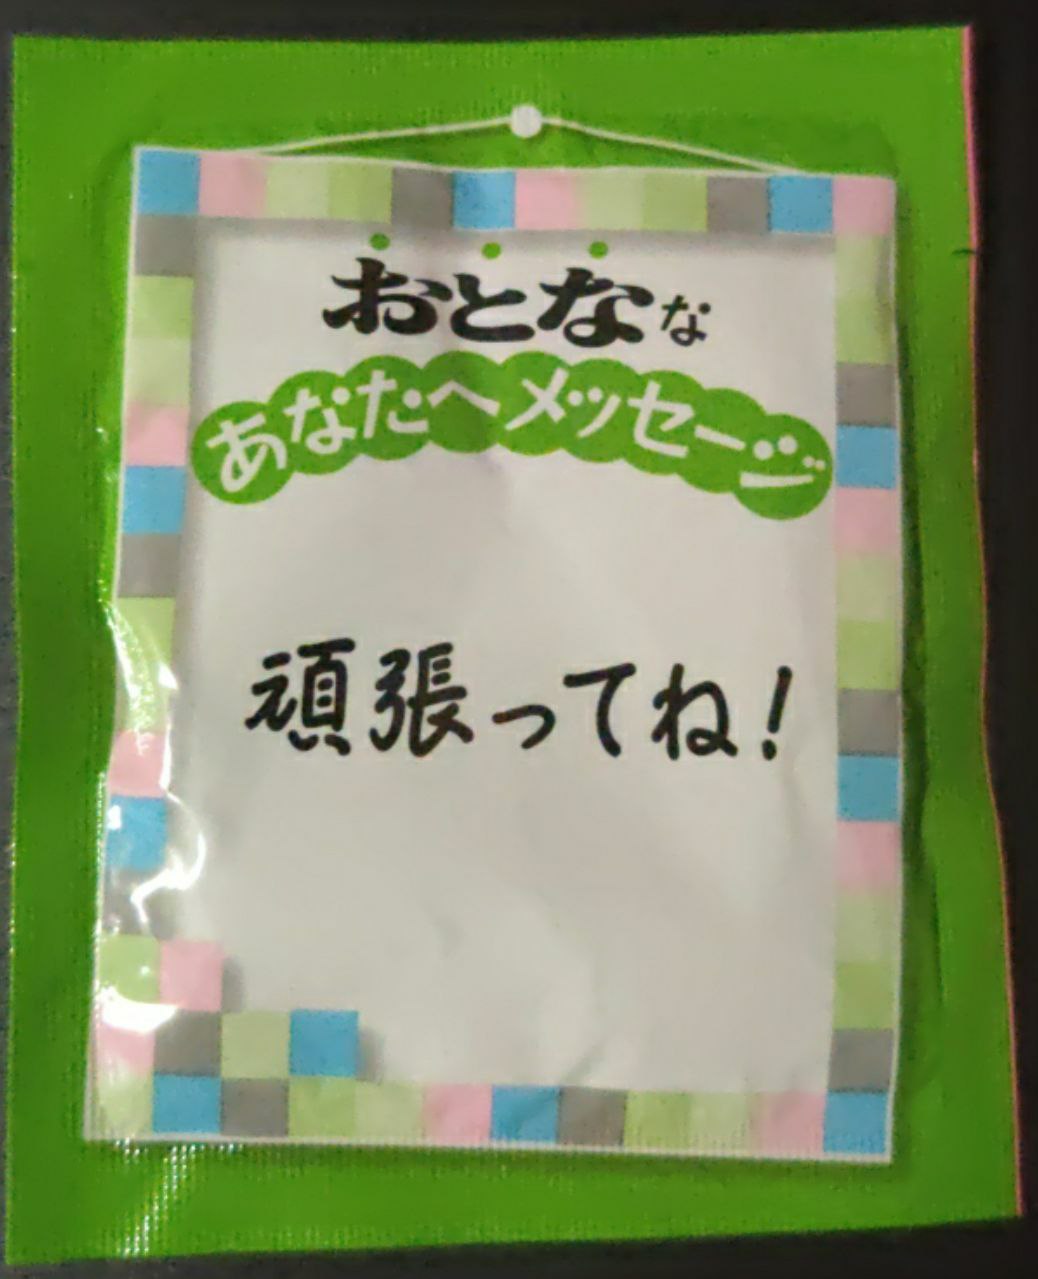 おとなな
あなたへメッセージ
頑張ってね！